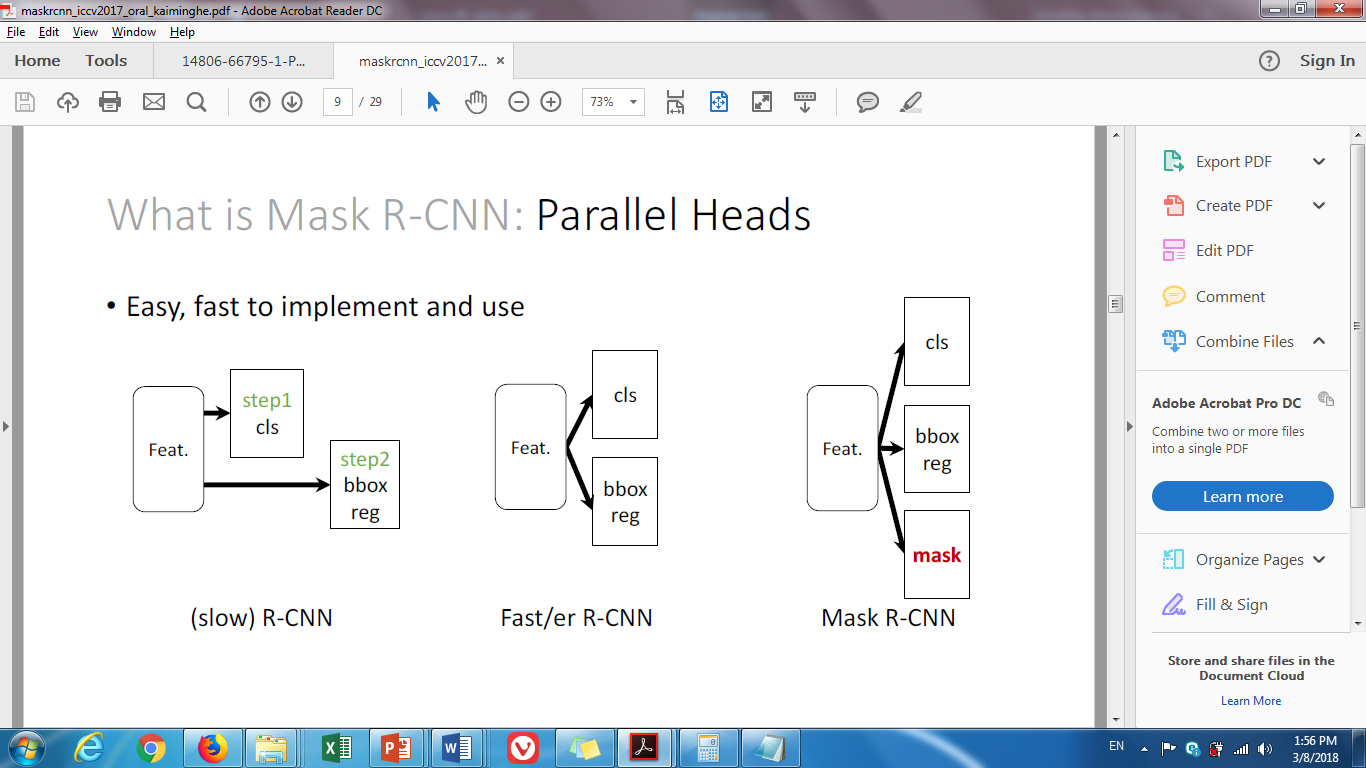 maskrcnn_iccv2017_oral_kaiminghe.pdf - Adobe Acrobat Reader DC
File Edit View Window Help
Home Tools 14806-66795-1-P... maskrcnn_iccv2017... × Sign In
9 / 29 73%
What is Mask R-CNN: Parallel Heads
• Easy, fast to implement and use
Feat.
step1
cls
step2
bbox
reg
(slow) R-CNN
Feat.
cls
bbox
reg
Fast/er R-CNN
Feat.
cls
bbox
reg
mask
Mask R-CNN
Export PDF
Create PDF
Edit PDF
Comment
Combine Files
Adobe Acrobat Pro DC
Combine two or more files
into a single PDF
Learn more
Organize Pages
Fill & Sign
Store and share files in the
Document Cloud
Learn More
EN
1:56 PM
3/8/2018